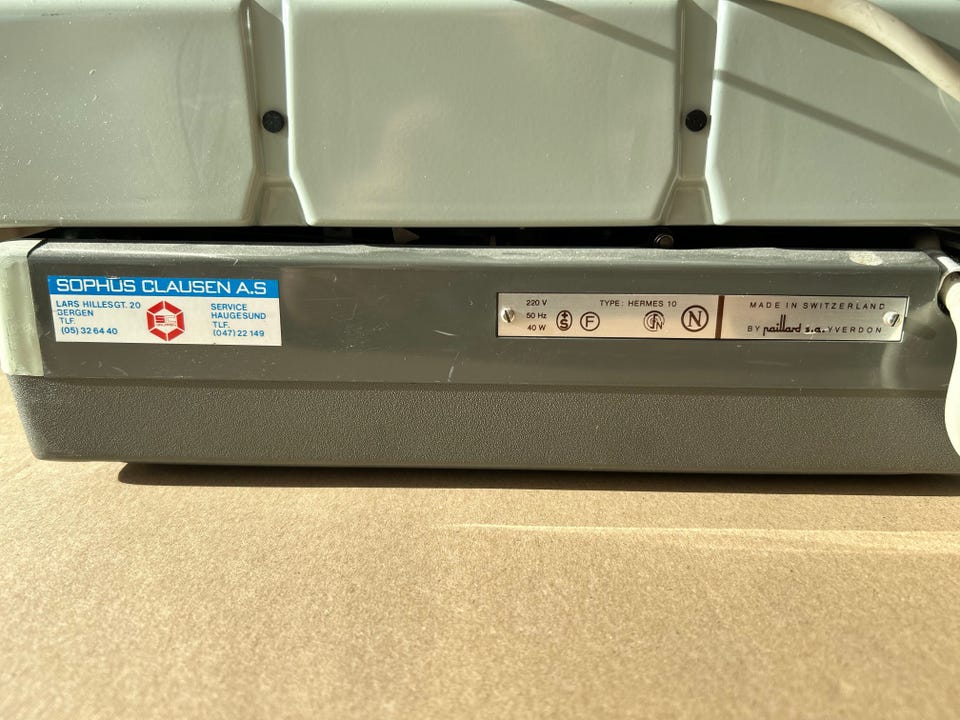 SOPHUS CLAUSEN A.S
LARS HILLESGT. 20
BERGEN
TLF.
(05) 32 64 40
SC
SERVICE
HAUGESUND
TLF.
(047) 22 149
220 V
50 Hz
40 W
TYPE: HERMES 10
S
F
N
MADE IN SWITZERLAND
BY paillard s.a. YVERDON